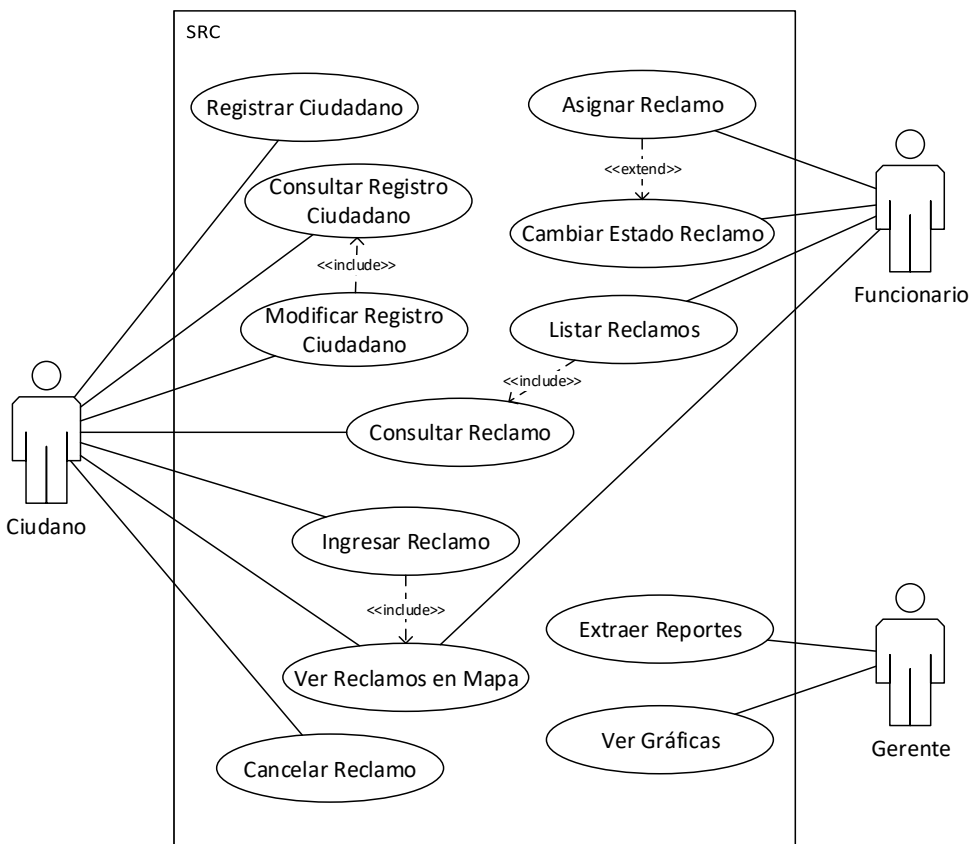 SRC
Registrar Ciudadano
Asignar Reclamo
<<extend>>
Consultar Registro
Ciudadano
Cambiar Estado Reclamo
<<include>>
Funcionario
Modificar Registro
Ciudadano
Listar Reclamos
<<include>>
Consultar Reclamo
Ciudano
Ingresar Reclamo
<<include>>
Extraer Reportes
Ver Reclamos en Mapa
Ver Gráficas
Gerente
Cancelar Reclamo